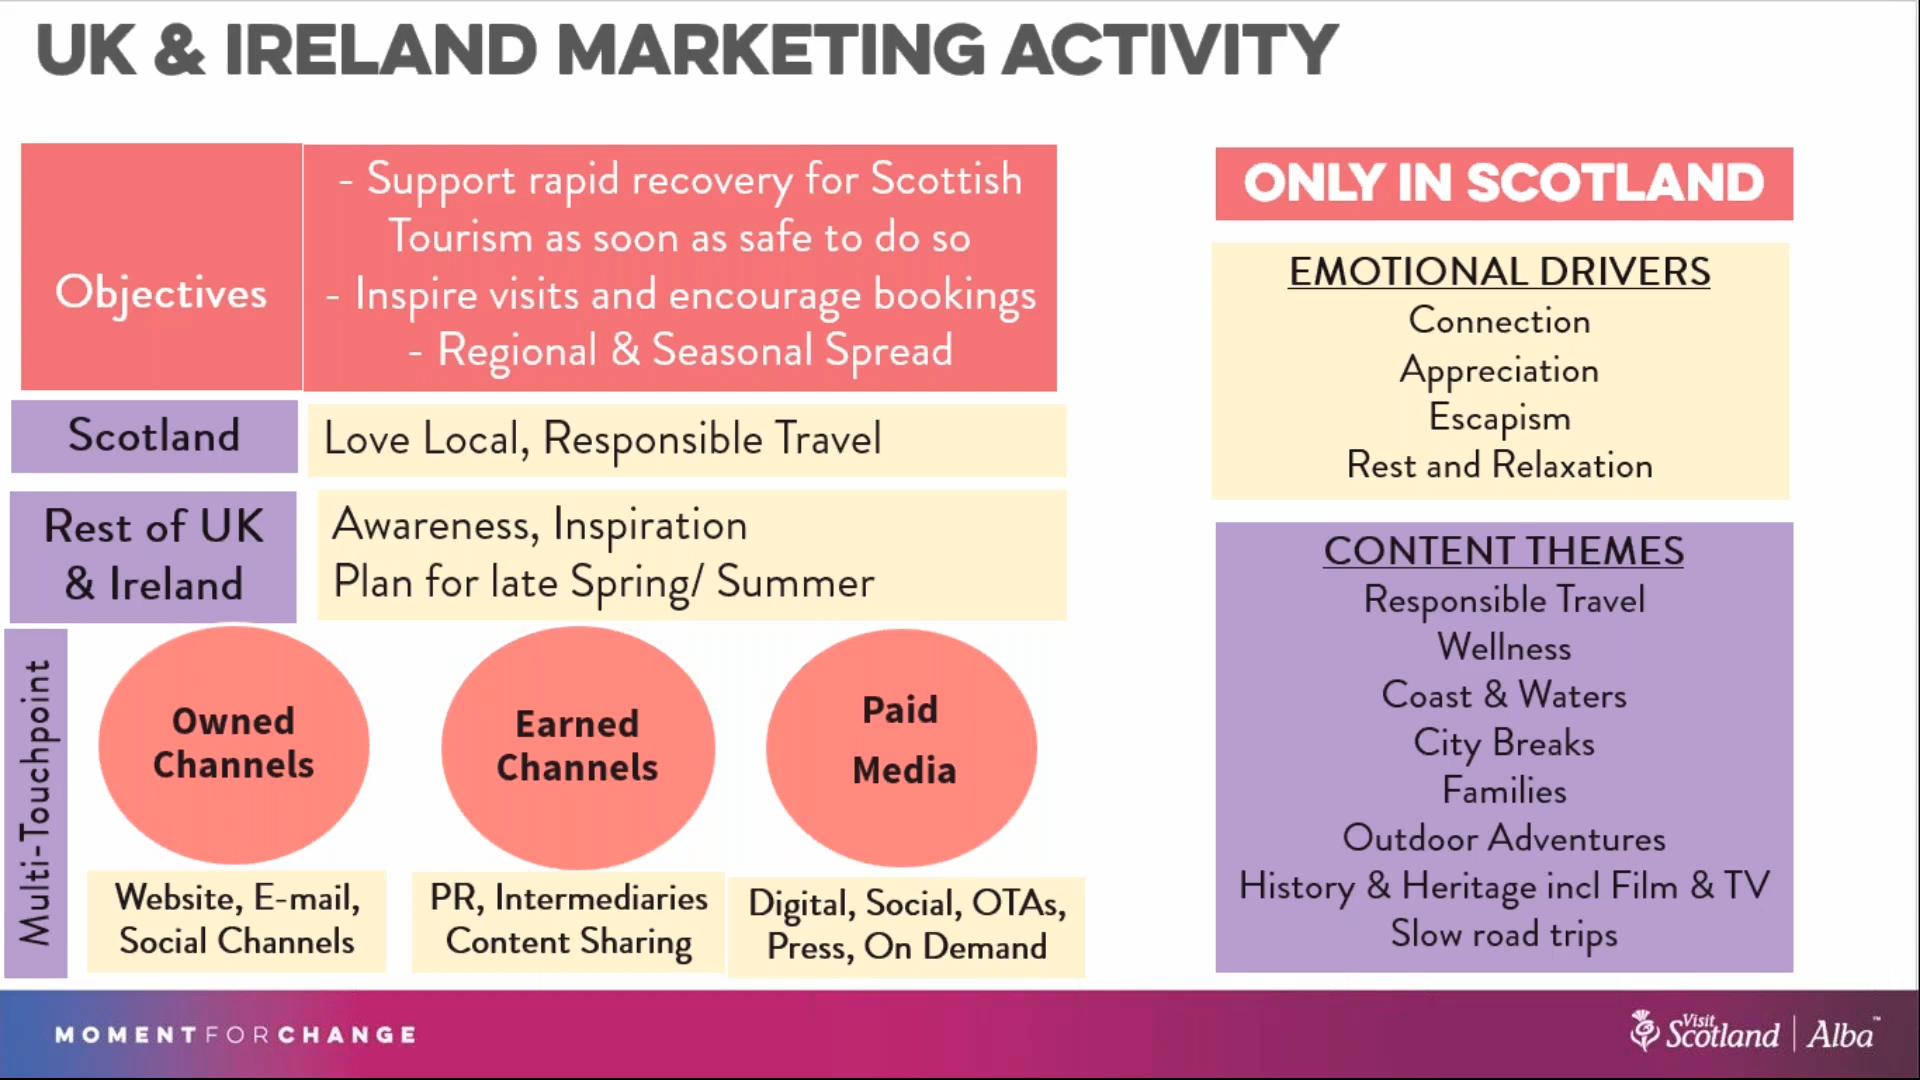 UK & IRELAND MARKETING ACTIVITY
Objectives
- Support rapid recovery for Scottish
Tourism as soon as safe to do so
- Inspire visits and encourage bookings
- Regional & Seasonal Spread
Scotland
Love Local, Responsible Travel
Rest of UK
& Ireland
Awareness, Inspiration
Plan for late Spring/ Summer
Multi-Touchpoint
Owned
Channels
Website, E-mail,
Social Channels
Earned
Channels
PR, Intermediaries
Content Sharing
Paid
Media
Digital, Social, OTAs,
Press, On Demand
ONLY IN SCOTLAND
EMOTIONAL DRIVERS
Connection
Appreciation
Escapism
Rest and Relaxation
CONTENT THEMES
Responsible Travel
Wellness
Coast & Waters
City Breaks
Families
Outdoor Adventures
History & Heritage incl Film & TV
Slow road trips
MOMENTFORCHANGE
Visit
Scotland | Alba™